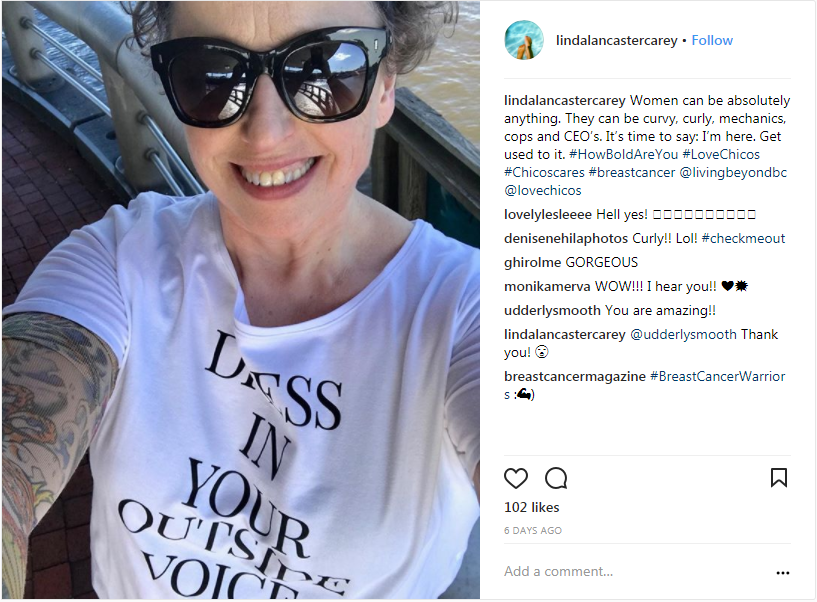 DRESS
IN
YOUR
OUTSIDE
VOICE
lindalancastercarey • Follow
lindalancastercarey Women can be absolutely
anything. They can be curvy, curly, mechanics,
cops and CEO's. It's time to say: I'm here. Get
used to it. #HowBoldAreYou #LoveChicos
#Chicoscares #breastcancer @livingbeyondbc
@lovechicos
lovelylesleeee Hell yes! 
denisenehilaphotos Curly!! Lol! #checkmeout
ghirolme GORGEOUS
monikamerva WOW!!! I hear you!!
udderlysmooth You are amazing!!
lindalancastercarey @udderlysmooth Thank
you!
breastcancermagazine #BreastCancerWarrior
s :💪)
102 likes
6 DAYS AGO
Add a comment...